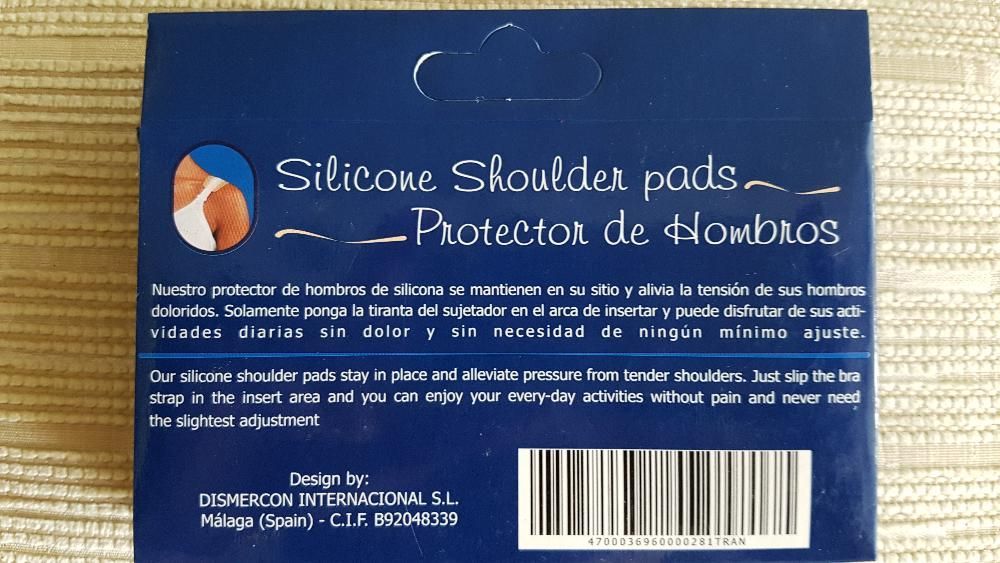 Silicone Shoulder pads
Protector de Hombros
Nuestro protector de hombros de silicona se mantienen en su sitio y alivia la tensión de sus hombros
doloridos. Solamente ponga la tiranta del sujetador en el arca de insertar y puede disfrutar de sus acti-
vidades diarias sin dolor y sin necesidad de ningún mínimo ajuste.
Our silicone shoulder pads stay in place and alleviate pressure from tender shoulders. Just slip the bra
strap in the insert area and you can enjoy your every-day activities without pain and never need
the slightest adjustment
Design by:
DISMERCON INTERNACIONAL S.L.
Málaga (Spain) - C.I.F. B92048339
4700036960000281TRAN